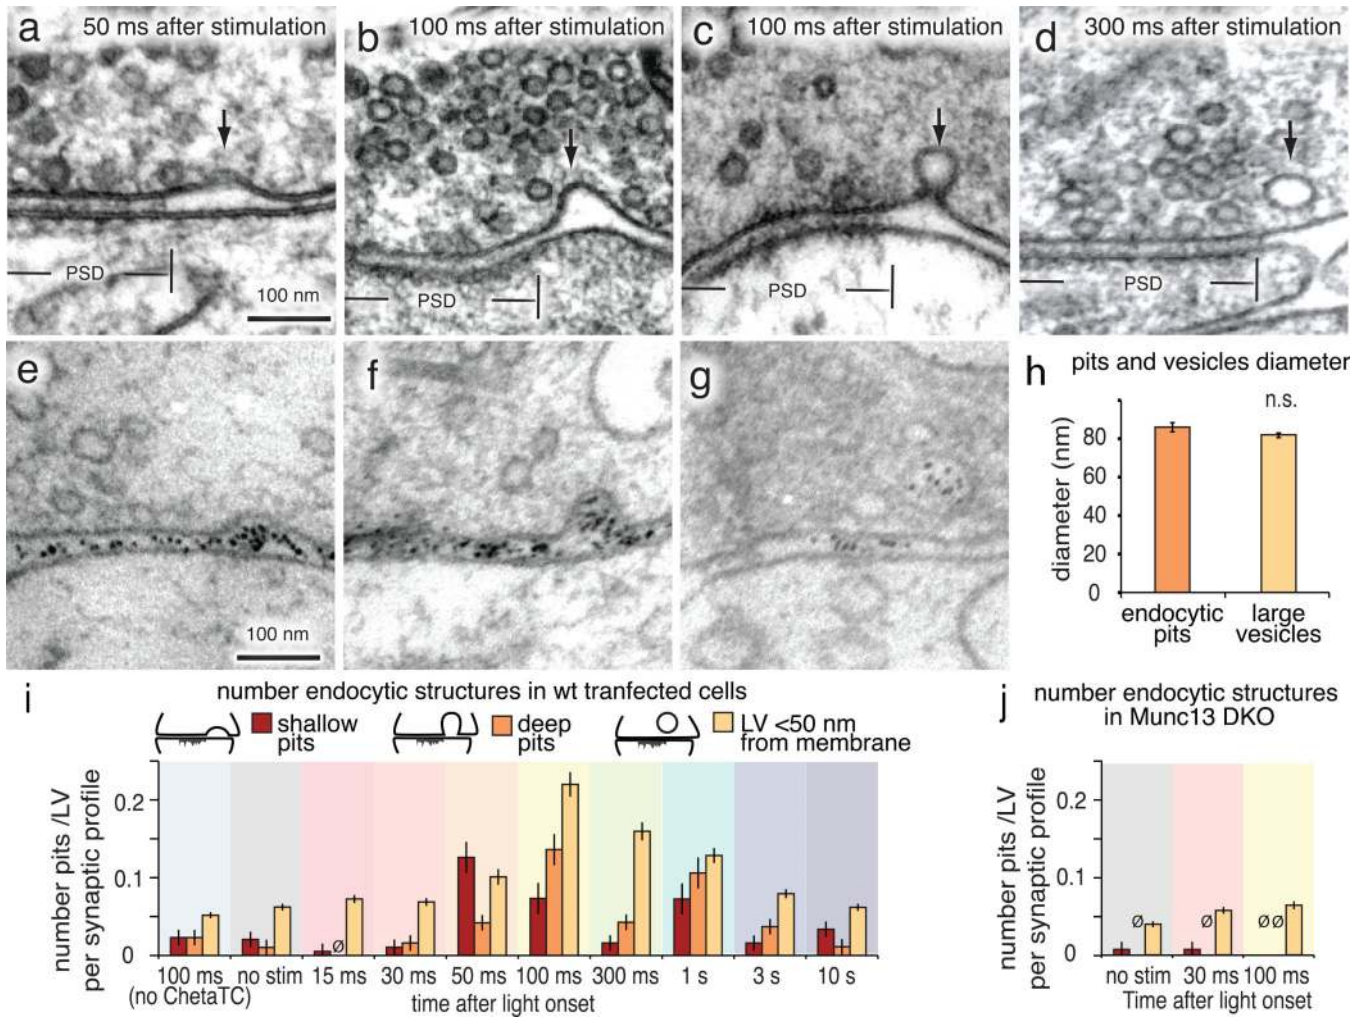 a 50 ms after stimulation
b 100 ms after stimulation
c 100 ms after stimulation
d 300 ms after stimulation
PSD
100 nm
PSD
PSD
PSD
e
100 nm
f
g
h pits and vesicles diameter
n.s.
diameter (nm)
80
60
40
20
0
endocytic
pits
large
vesicles
i number endocytic structures in wt tranfected cells
shallow
pits
deep
pits
LV <50 nm
from membrane
number pits /LV
per synaptic profile
0.2
0.1
0
ø
100 ms
(no ChetaTC)
no stim
15 ms
30 ms
50 ms
100 ms
300 ms
1 s
3 s
10 s
time after light onset
j number endocytic structures
in Munc13 DKO
number pits /LV
per synaptic profile
0.2
0.1
0
ø
ø
øø
no stim
30 ms
100 ms
Time after light onset